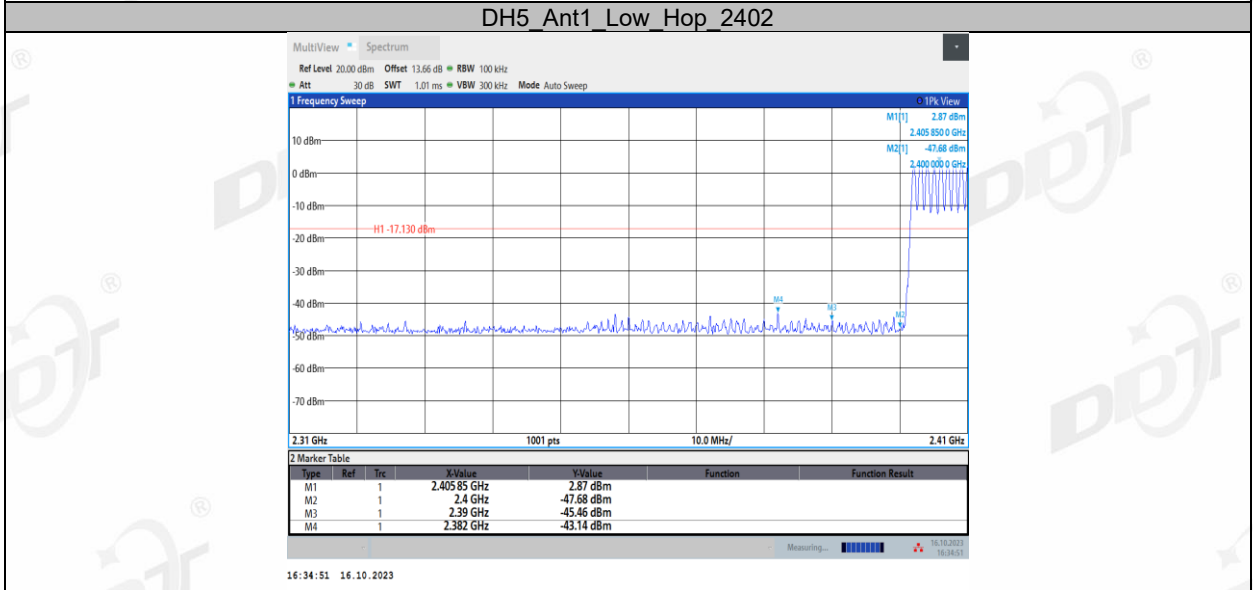 DH5_Ant1_Low_Hop_2402
MultiView Spectrum
Ref Level 20.00 dBm Offset 13.66 dB RBW 100 kHz
Att 30 dB SWT 1.01 ms VBW 300 kHz Mode Auto Sweep
1 Frequency Sweep 1Pk View
M1[1] 2.87 dBm
2.405 850 0 GHz
10 dBm
M2[1] -47.68 dBm
2.400 000 0 GHz
0 dBm
-10 dBm
H1 -17.130 dBm
-20 dBm
-30 dBm
-40 dBm
M4
M3
M2
-50 dBm
-60 dBm
-70 dBm
2.31 GHz 1001 pts 10.0 MHz/ 2.41 GHz
2 Marker Table
Type Ref Trc X-Value Y-Value Function Function Result
M1 1 2.40585 GHz 2.87 dBm
M2 1 2.4 GHz -47.68 dBm
M3 1 2.39 GHz -45.46 dBm
M4 1 2.382 GHz -43.14 dBm
Measuring... 16.10.2023
16:34:51
16:34:51 16.10.2023
DDT
®